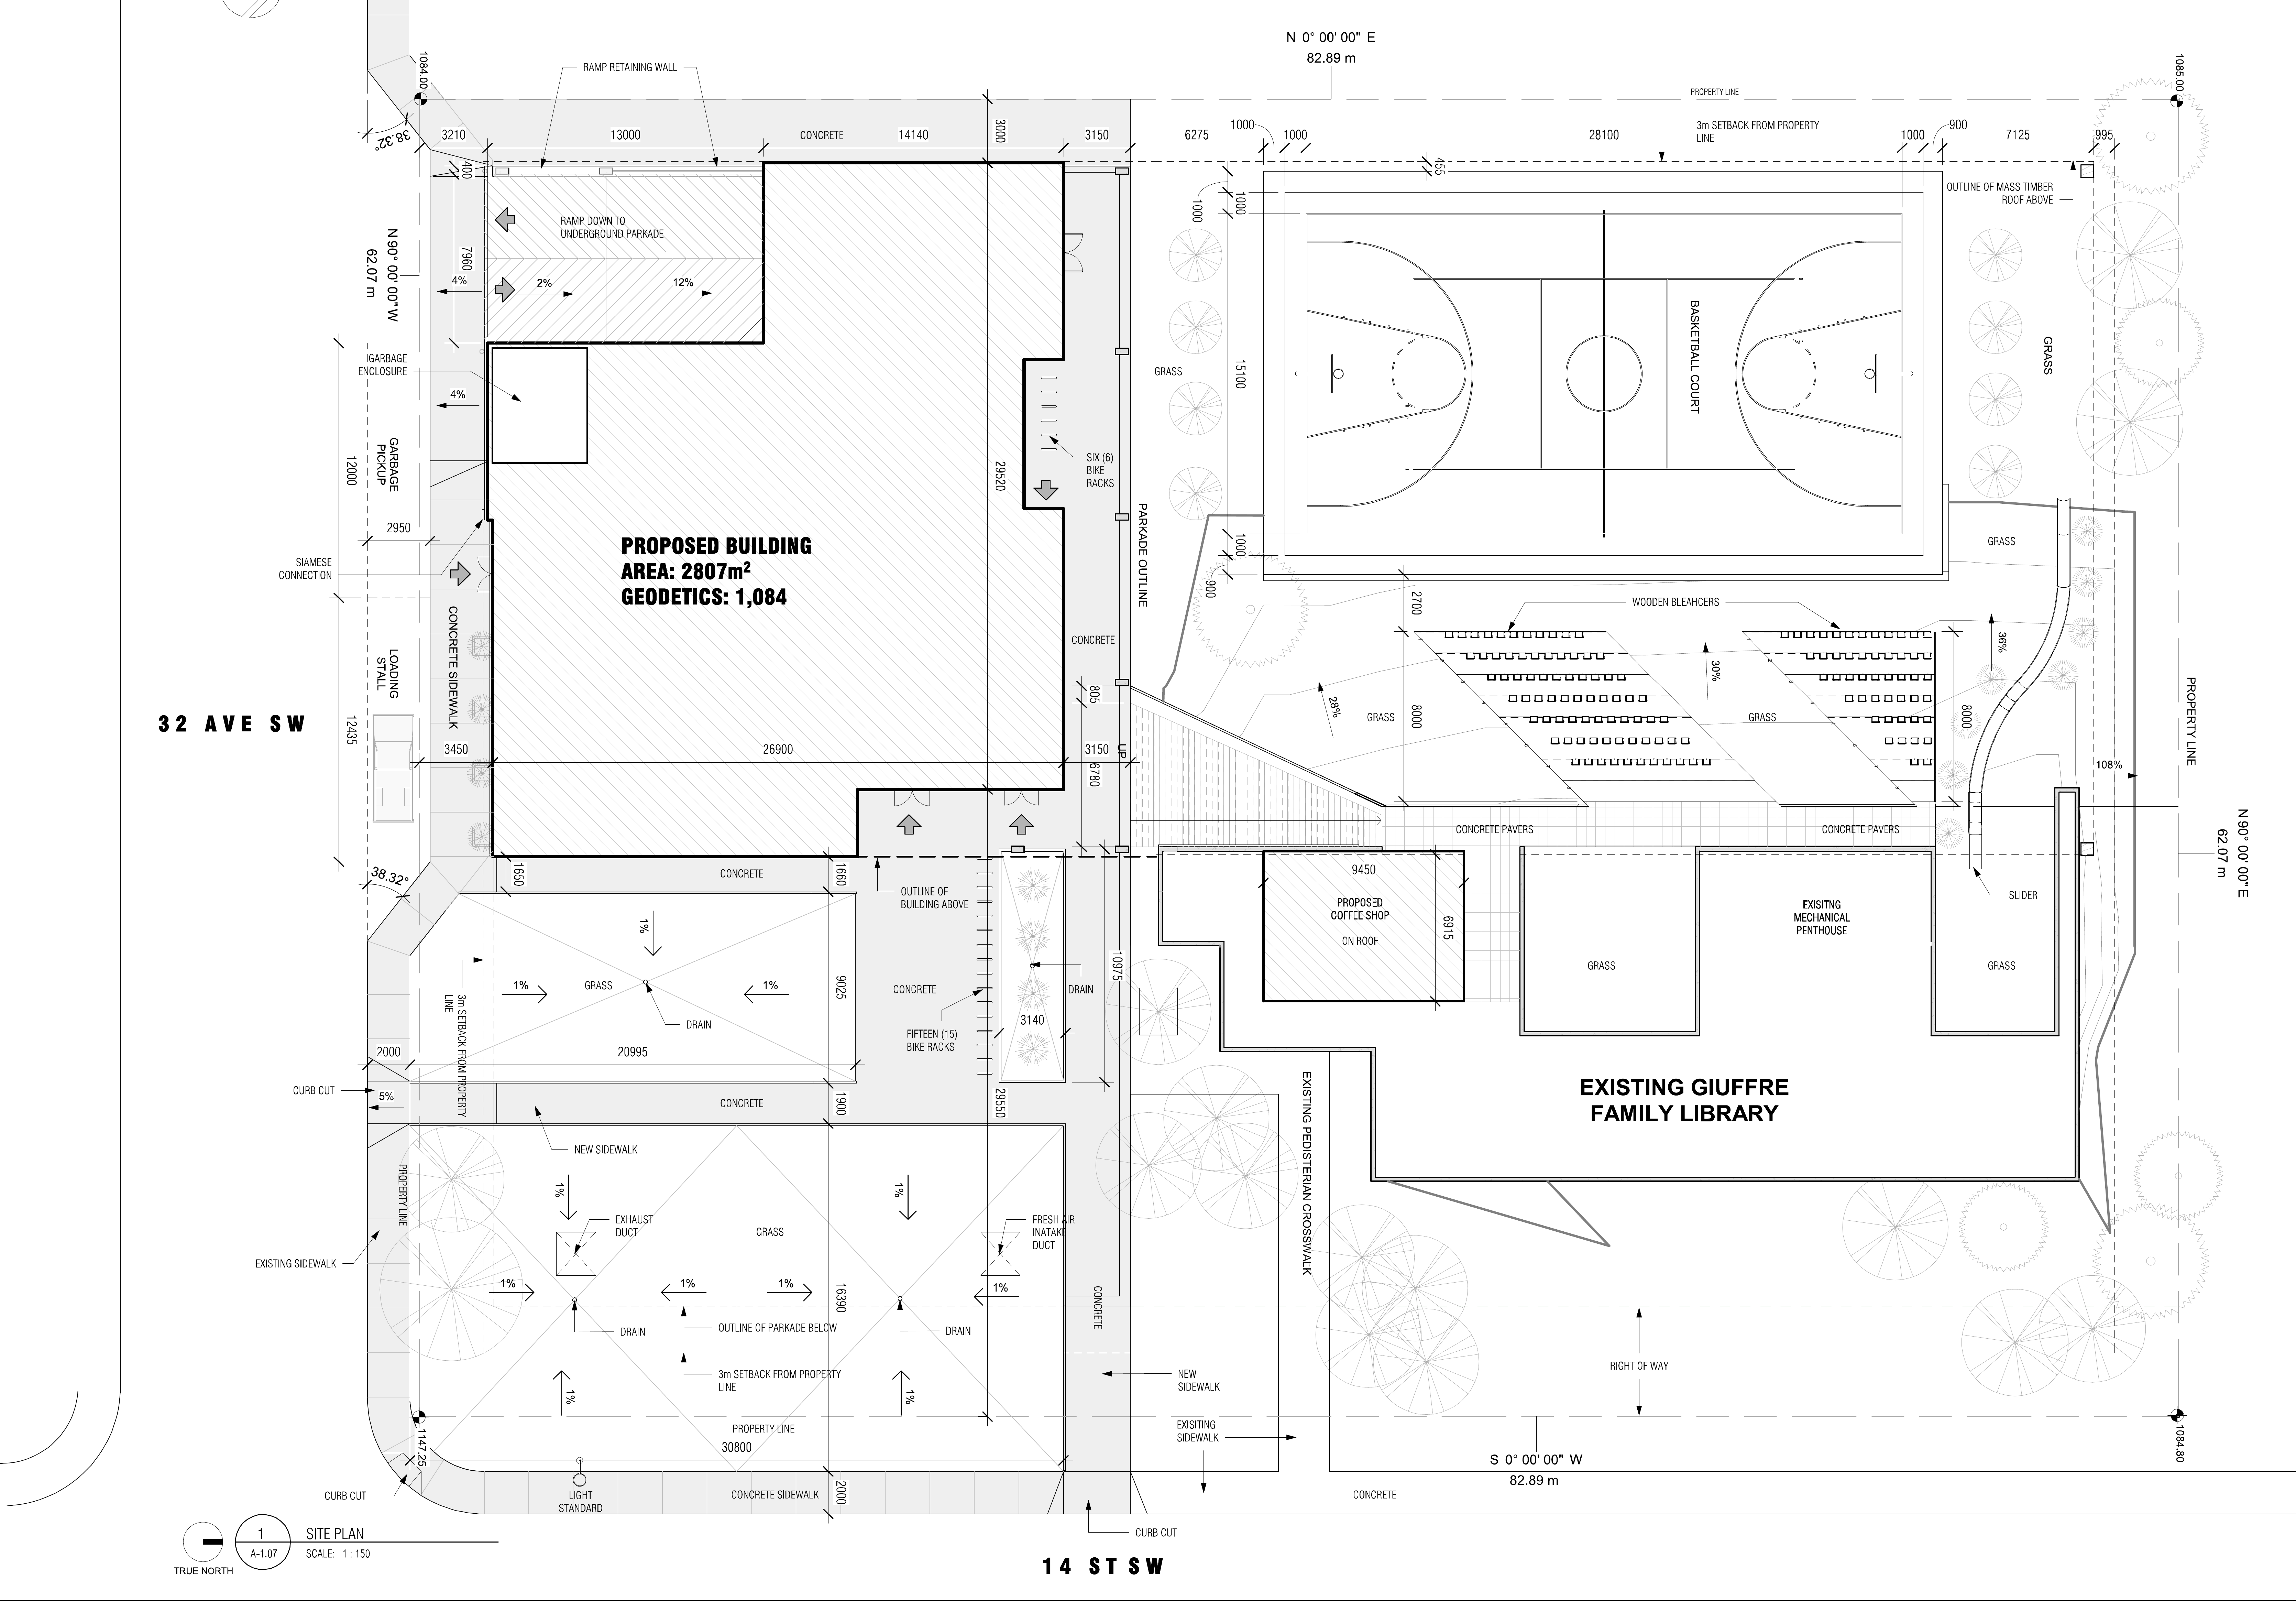 N 0° 00' 00" E
82.89 m
1084.00
RAMP RETAINING WALL
PROPERTY LINE
1085.00
38.32°
3210
13000
CONCRETE
14140
3000
3150
6275
1000
1000
28100
3m SETBACK FROM PROPERTY
LINE
1000
900
7125
995
400
455
RAMP DOWN TO
UNDERGROUND PARKADE
OUTLINE OF MASS TIMBER
ROOF ABOVE
1000
1000
N 90° 00' 00" W
62.07 m
7960
4%
2%
12%
GARBAGE
ENCLOSURE
4%
GRASS
15100
BASKETBALL COURT
GRASS
GARBAGE
PICKUP
12000
29520
SIX (6)
BIKE
RACKS
2950
PARKADE OUTLINE
1000
GRASS
SIAMESE
CONNECTION
PROPOSED BUILDING
AREA: 2807m²
GEODETICS: 1,084
900
2700
WOODEN BLEAHCERS
CONCRETE SIDEWALK
CONCRETE
36%
30%
LOADING
STALL
805
28%
GRASS
8000
GRASS
8000
PROPERTY LINE
32 AVE SW
12435
3450
26900
3150
UP
6780
108%
CONCRETE PAVERS
CONCRETE PAVERS
N 90° 00' 00" E
62.07 m
38.32°
1650
CONCRETE
1660
OUTLINE OF
BUILDING ABOVE
9450
PROPOSED
COFFEE SHOP
ON ROOF
6915
EXISITNG
MECHANICAL
PENTHOUSE
SLIDER
1%
GRASS
1%
1%
9025
CONCRETE
DRAIN
10975
GRASS
GRASS
3m SETBACK FROM PROPERTY
LINE
DRAIN
FIFTEEN (15)
BIKE RACKS
3140
2000
20995
CURB CUT
5%
CONCRETE
1900
29550
EXISTING GIUFFRE
FAMILY LIBRARY
NEW SIDEWALK
EXISTING PEDISTERIAN CROSSWALK
PROPERTY LINE
1%
1%
EXHAUST
DUCT
GRASS
FRESH AIR
INATAKE
DUCT
EXISTING SIDEWALK
1%
1%
1%
1%
16390
CONCRETE
DRAIN
OUTLINE OF PARKADE BELOW
DRAIN
3m SETBACK FROM PROPERTY
LINE
NEW
SIDEWALK
RIGHT OF WAY
1%
1%
PROPERTY LINE
30800
1147.25
EXISITING
SIDEWALK
1084.80
S 0° 00' 00" W
82.89 m
CURB CUT
LIGHT
STANDARD
CONCRETE SIDEWALK
2000
CONCRETE
CURB CUT
1
A-1.07
SITE PLAN
SCALE: 1 : 150
TRUE NORTH
14 ST SW